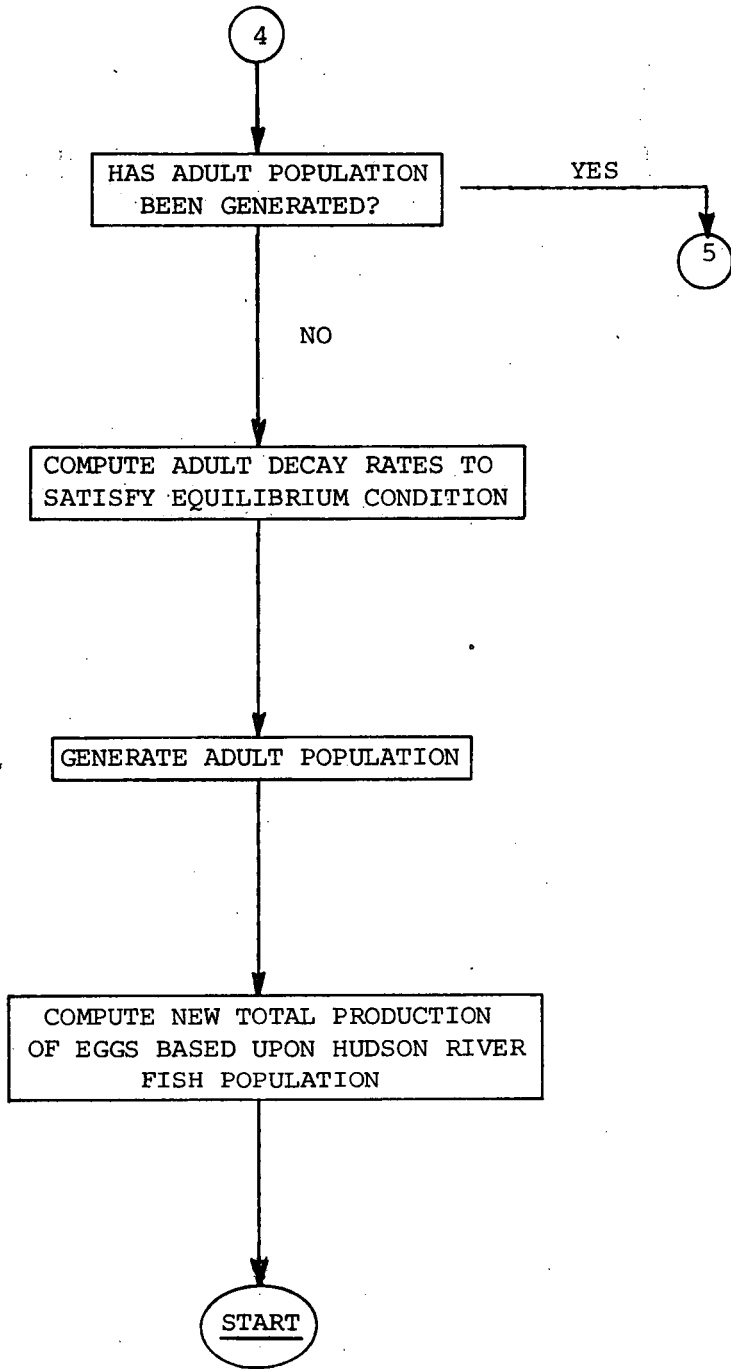 4
HAS ADULT POPULATION
BEEN GENERATED?
YES
5
NO
COMPUTE ADULT DECAY RATES TO
SATISFY EQUILIBRIUM CONDITION
GENERATE ADULT POPULATION
COMPUTE NEW TOTAL PRODUCTION
OF EGGS BASED UPON HUDSON RIVER
FISH POPULATION
START